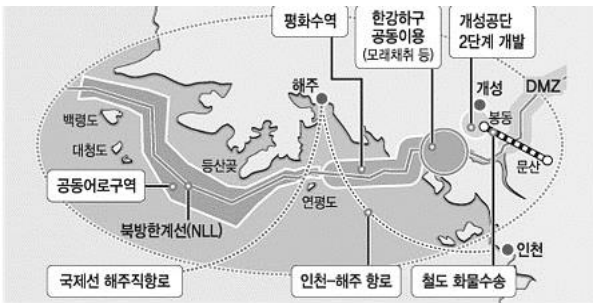 평화수역
한강하구
공동이용
(모래채취 등)
개성공단
2단계 개발
해주
개성
DMZ
봉동
백령도
대청도
등산곶
문산
공동어로구역
연평도
북방한계선(NLL)
인천
국제선 해주직항로
인천-해주 항로
철도 화물수송